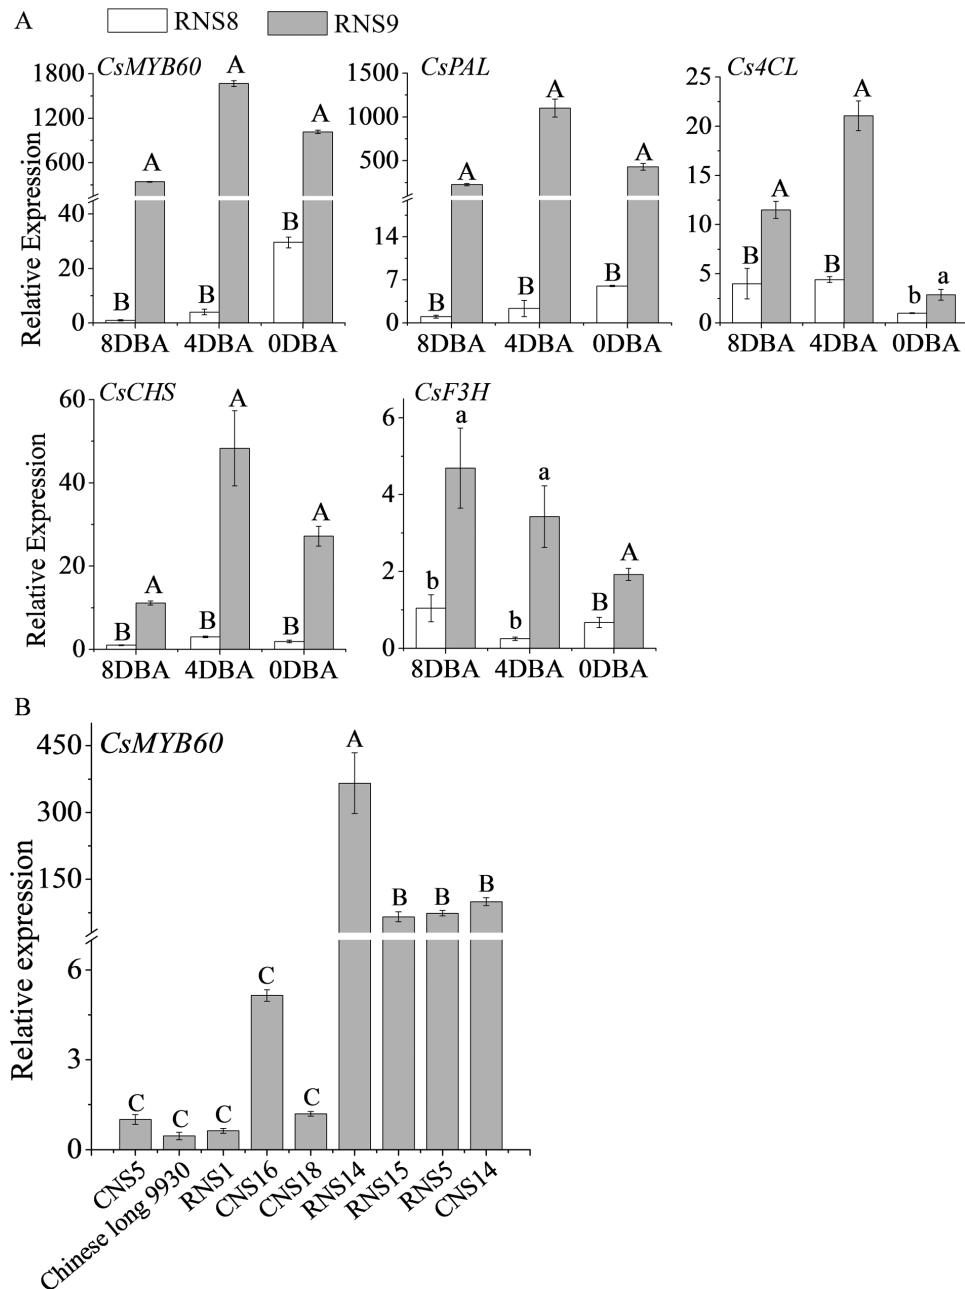 A
RNS8
RNS9
CsMYB60
CsPAL
Cs4CL
Relative Expression
1800
1200
600
40
20
0
A
A
A
B
B
B
8DBA
4DBA
0DBA
1500
1000
500
14
7
0
A
A
A
B
B
B
8DBA
4DBA
0DBA
25
20
15
10
5
0
A
A
a
B
B
b
8DBA
4DBA
0DBA
CsCHS
CsF3H
Relative Expression
60
40
20
0
A
A
A
B
B
B
8DBA
4DBA
0DBA
6
4
2
0
a
a
A
b
b
B
8DBA
4DBA
0DBA
B
CsMYB60
Relative expression
450
300
150
6
3
0
C
C
C
C
C
A
B
B
B
CNS5
Chinese long 9930
RNS1
CNS16
CNS18
RNS14
RNS15
RNS5
CNS14